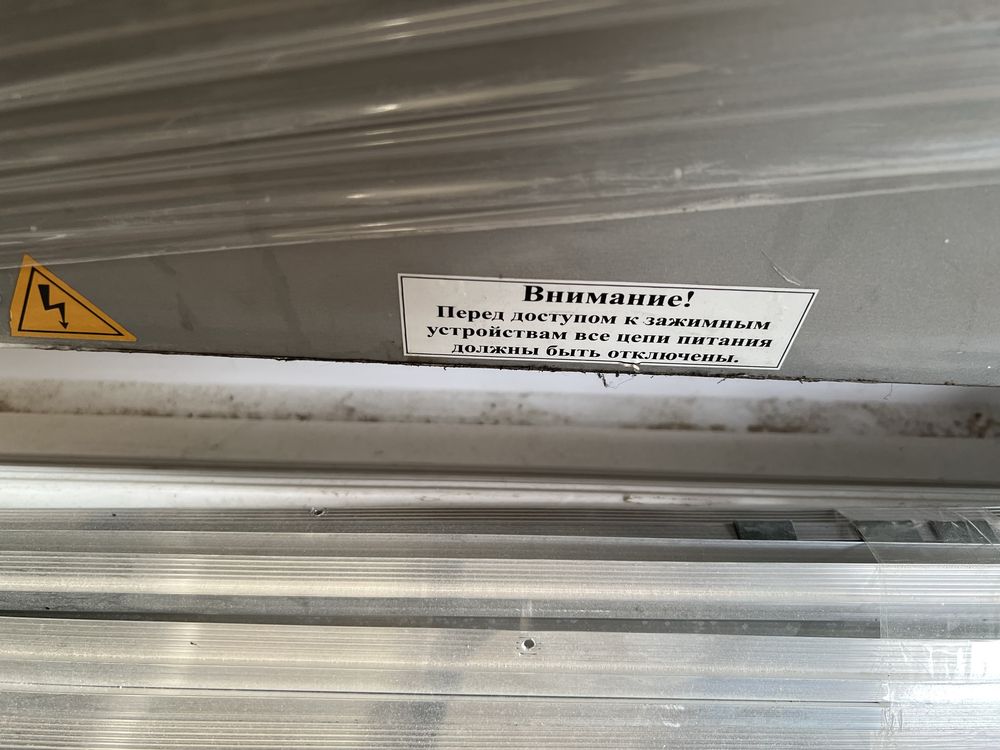 Внимание!
Перед доступом к зажимным
устройствам все цепи питания
должны быть отключены.